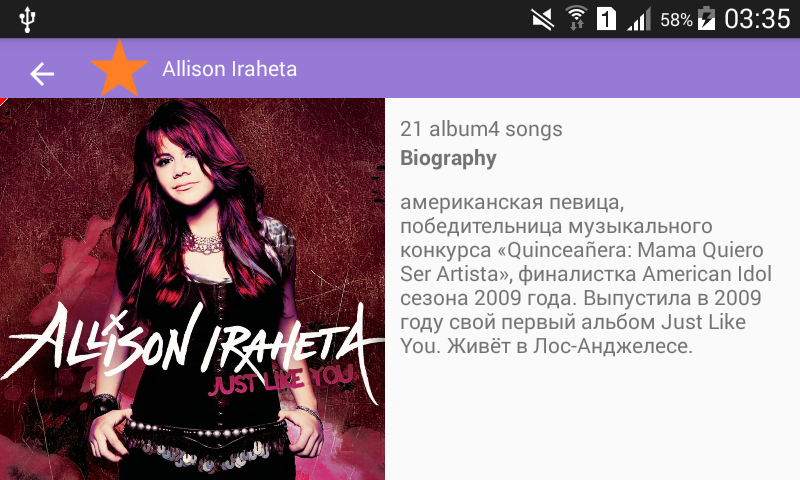 1 58% 03:35
Allison Iraheta
21 album4 songs
Biography
американская певица,
победительница музыкального
конкурса «Quinceañera: Mama Quiero
Ser Artista», финалистка American Idol
сезона 2009 года. Выпустила в 2009
году свой первый альбом Just Like
You. Живёт в Лос-Анджелесе.
ALLISON IRAHETA
JUST LIKE YOU